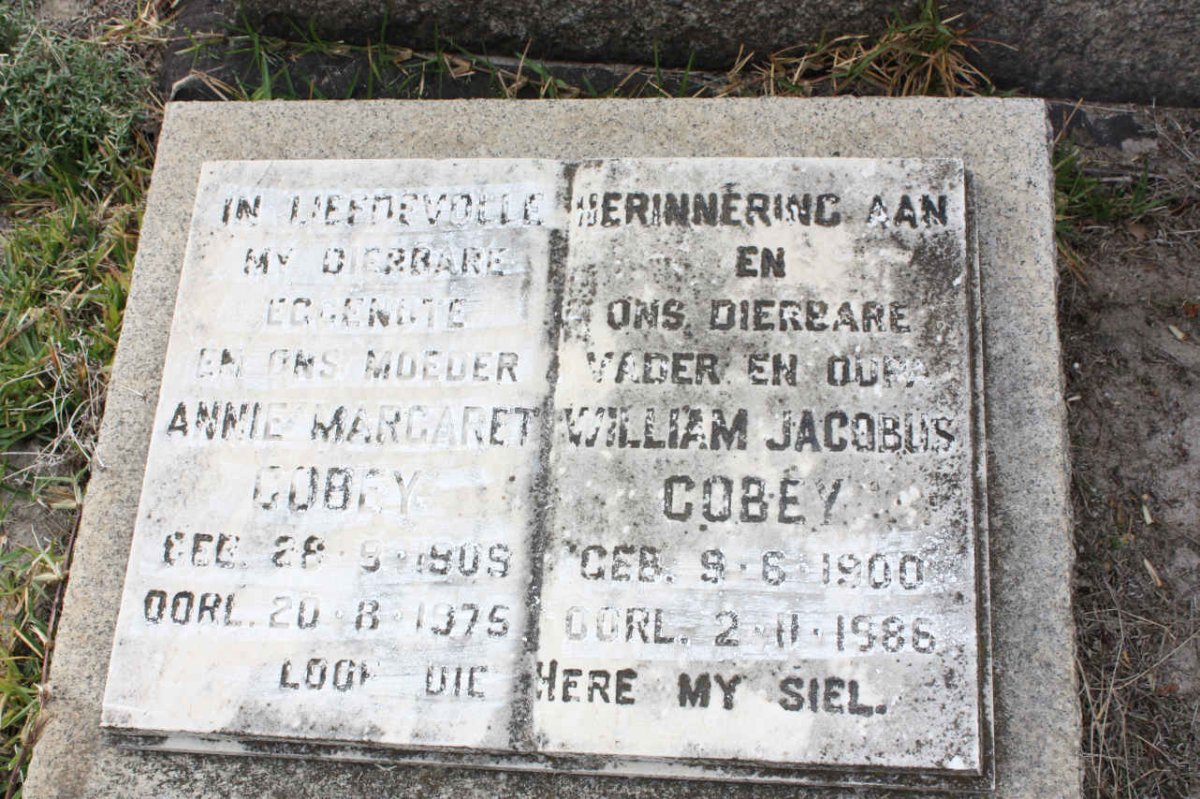 IN LIEFDEVOLLE HERINNERING AAN
MY DIERBARE
EGGENOTE
EN ONS MOEDER
ANNIE MARGARET
COBEY
GEB. 28·9·1909
OORL. 20·8·1975
EN
ONS DIERBARE
VADER EN OUPA
WILLIAM JACOBUS
COBEY
GEB. 9·6·1900
OORL. 2·11·1986
LOOF DIE HERE MY SIEL.